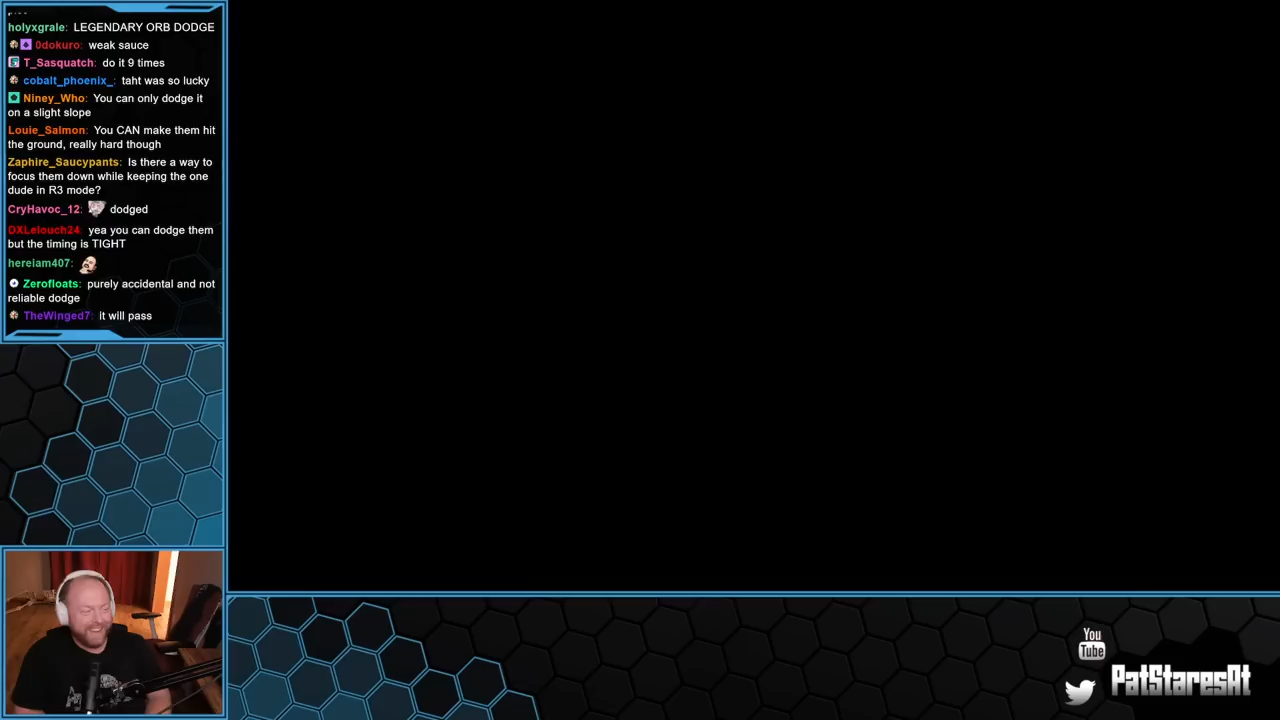 holyxgrale: LEGENDARY ORB DODGE
0dokuro: weak sauce
T_Sasquatch: do it 9 times
cobalt_phoenix_: taht was so lucky
Niney_Who: You can only dodge it
on a slight slope
Louie_Salmon: You CAN make them hit
the ground, really hard though
Zaphire_Saucypants: Is there a way to
focus them down while keeping the one
dude in R3 mode?
CryHavoc_12: dodged
DXLelouch24: yea you can dodge them
but the timing is TIGHT
hereiam407:
Zerofloats: purely accidental and not
reliable dodge
TheWinged7: it will pass
You
Tube
PatStaresAt